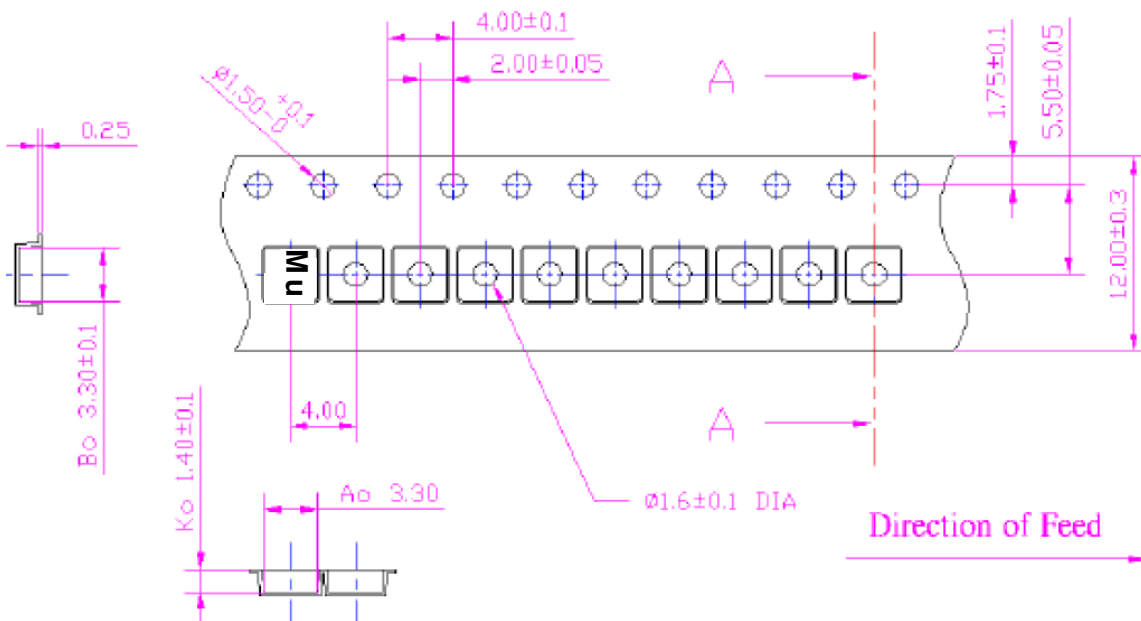 4.00±0.1
2.00±0.05
Ø1.50 +0.1 -0
A
1.75±0.1
5.50±0.05
0.25
12.00±0.3
Mu
Bo 3.30±0.1
4.00
A
Ko 1.40±0.1
Ao 3.30
Ø1.6±0.1 DIA
Direction of Feed